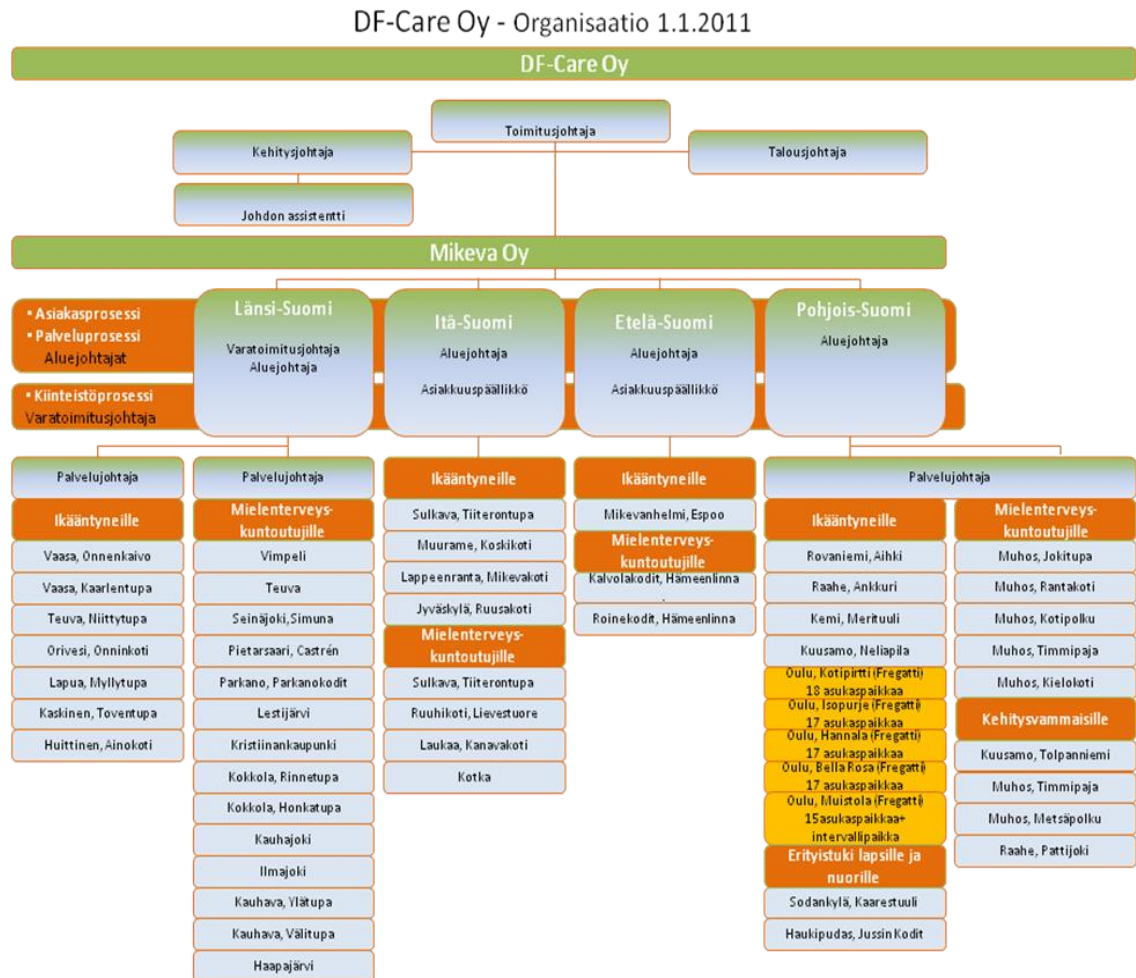 DF-Care Oy - Organisaatio 1.1.2011
DF-Care Oy
Toimitusjohtaja
Kehitysjohtaja
Talousjohtaja
Johdon assistentti
Mikeva Oy
▪ Asiakasprosessi
▪ Palveluprosessi
Aluejohtajat
▪ Kiinteistöprosessi
Varatoimitusjohtaja
Länsi-Suomi
Varatoimitusjohtaja
Aluejohtaja
Itä-Suomi
Aluejohtaja
Asiakkuuspäällikkö
Etelä-Suomi
Aluejohtaja
Asiakkuuspäällikkö
Pohjois-Suomi
Aluejohtaja
Palvelujohtaja
Ikääntyneille
Vaasa, Onnenkaivo
Vaasa, Kaarlentupa
Teuva, Niittytupa
Orivesi, Onninkoti
Lapua, Myllytupa
Kaskinen, Toventupa
Huittinen, Ainokoti
Palvelujohtaja
Mielenterveys-
kuntoutujille
Vimpeli
Teuva
Seinäjoki,Simuna
Pietarsaari, Castrén
Parkano, Parkanokodit
Lestijärvi
Kristiinankaupunki
Kokkola, Rinnetupa
Kokkola, Honkatupa
Kauhajoki
Ilmajoki
Kauhava, Ylätupa
Kauhava, Välitupa
Haapajärvi
Ikääntyneille
Sulkava, Tiiterontupa
Muurame, Koskikoti
Lappeenranta, Mikevakoti
Jyväskylä, Ruusakoti
Mielenterveys-
kuntoutujille
Sulkava, Tiiterontupa
Ruuhikoti, Lievestuore
Laukaa, Kanavakoti
Kotka
Ikääntyneille
Mikevanhelmi, Espoo
Mielenterveys-
kuntoutujille
Kalvolakodit, Hämeenlinna
.
Roinekodit, Hämeenlinna
Palvelujohtaja
Ikääntyneille
Rovaniemi, Aihki
Raahe, Ankkuri
Kemi, Merituuli
Kuusamo, Neliapila
Oulu, Kotipirtti (Fregatti)
18 asukaspaikkaa
Oulu, Isopurje (Fregatti)
17 asukaspaikkaa
Oulu, Hannala (Fregatti)
17 asukaspaikkaa
Oulu, Bella Rosa (Fregatti)
17 asukaspaikkaa
Oulu, Muistola (Fregatti)
15asukaspaikkaa+
intervallipaikka
Erityistuki lapsille ja
nuorille
Sodankylä, Kaarestuuli
Haukipudas, Jussin Kodit
Mielenterveys-
kuntoutujille
Muhos, Jokitupa
Muhos, Rantakoti
Muhos, Kotipolku
Muhos, Timmipaja
Muhos, Kielokoti
Kehitysvammaisille
Kuusamo, Tolpanniemi
Muhos, Timmipaja
Muhos, Metsäpolku
Raahe, Pattijoki